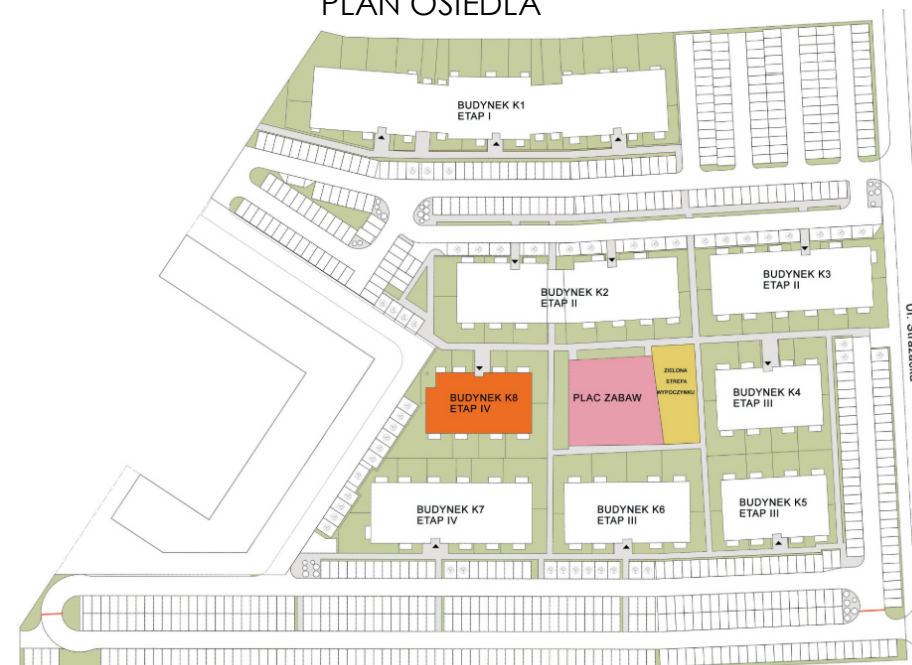 PLAN OSIEDLA
BUDYNEK K1
ETAP I
BUDYNEK K2
ETAP II
BUDYNEK K3
ETAP II
BUDYNEK K8
ETAP IV
PLAC ZABAW
ZIELONA
STREFA
WYPOCZYNKU
BUDYNEK K4
ETAP III
BUDYNEK K7
ETAP IV
BUDYNEK K6
ETAP III
BUDYNEK K5
ETAP III